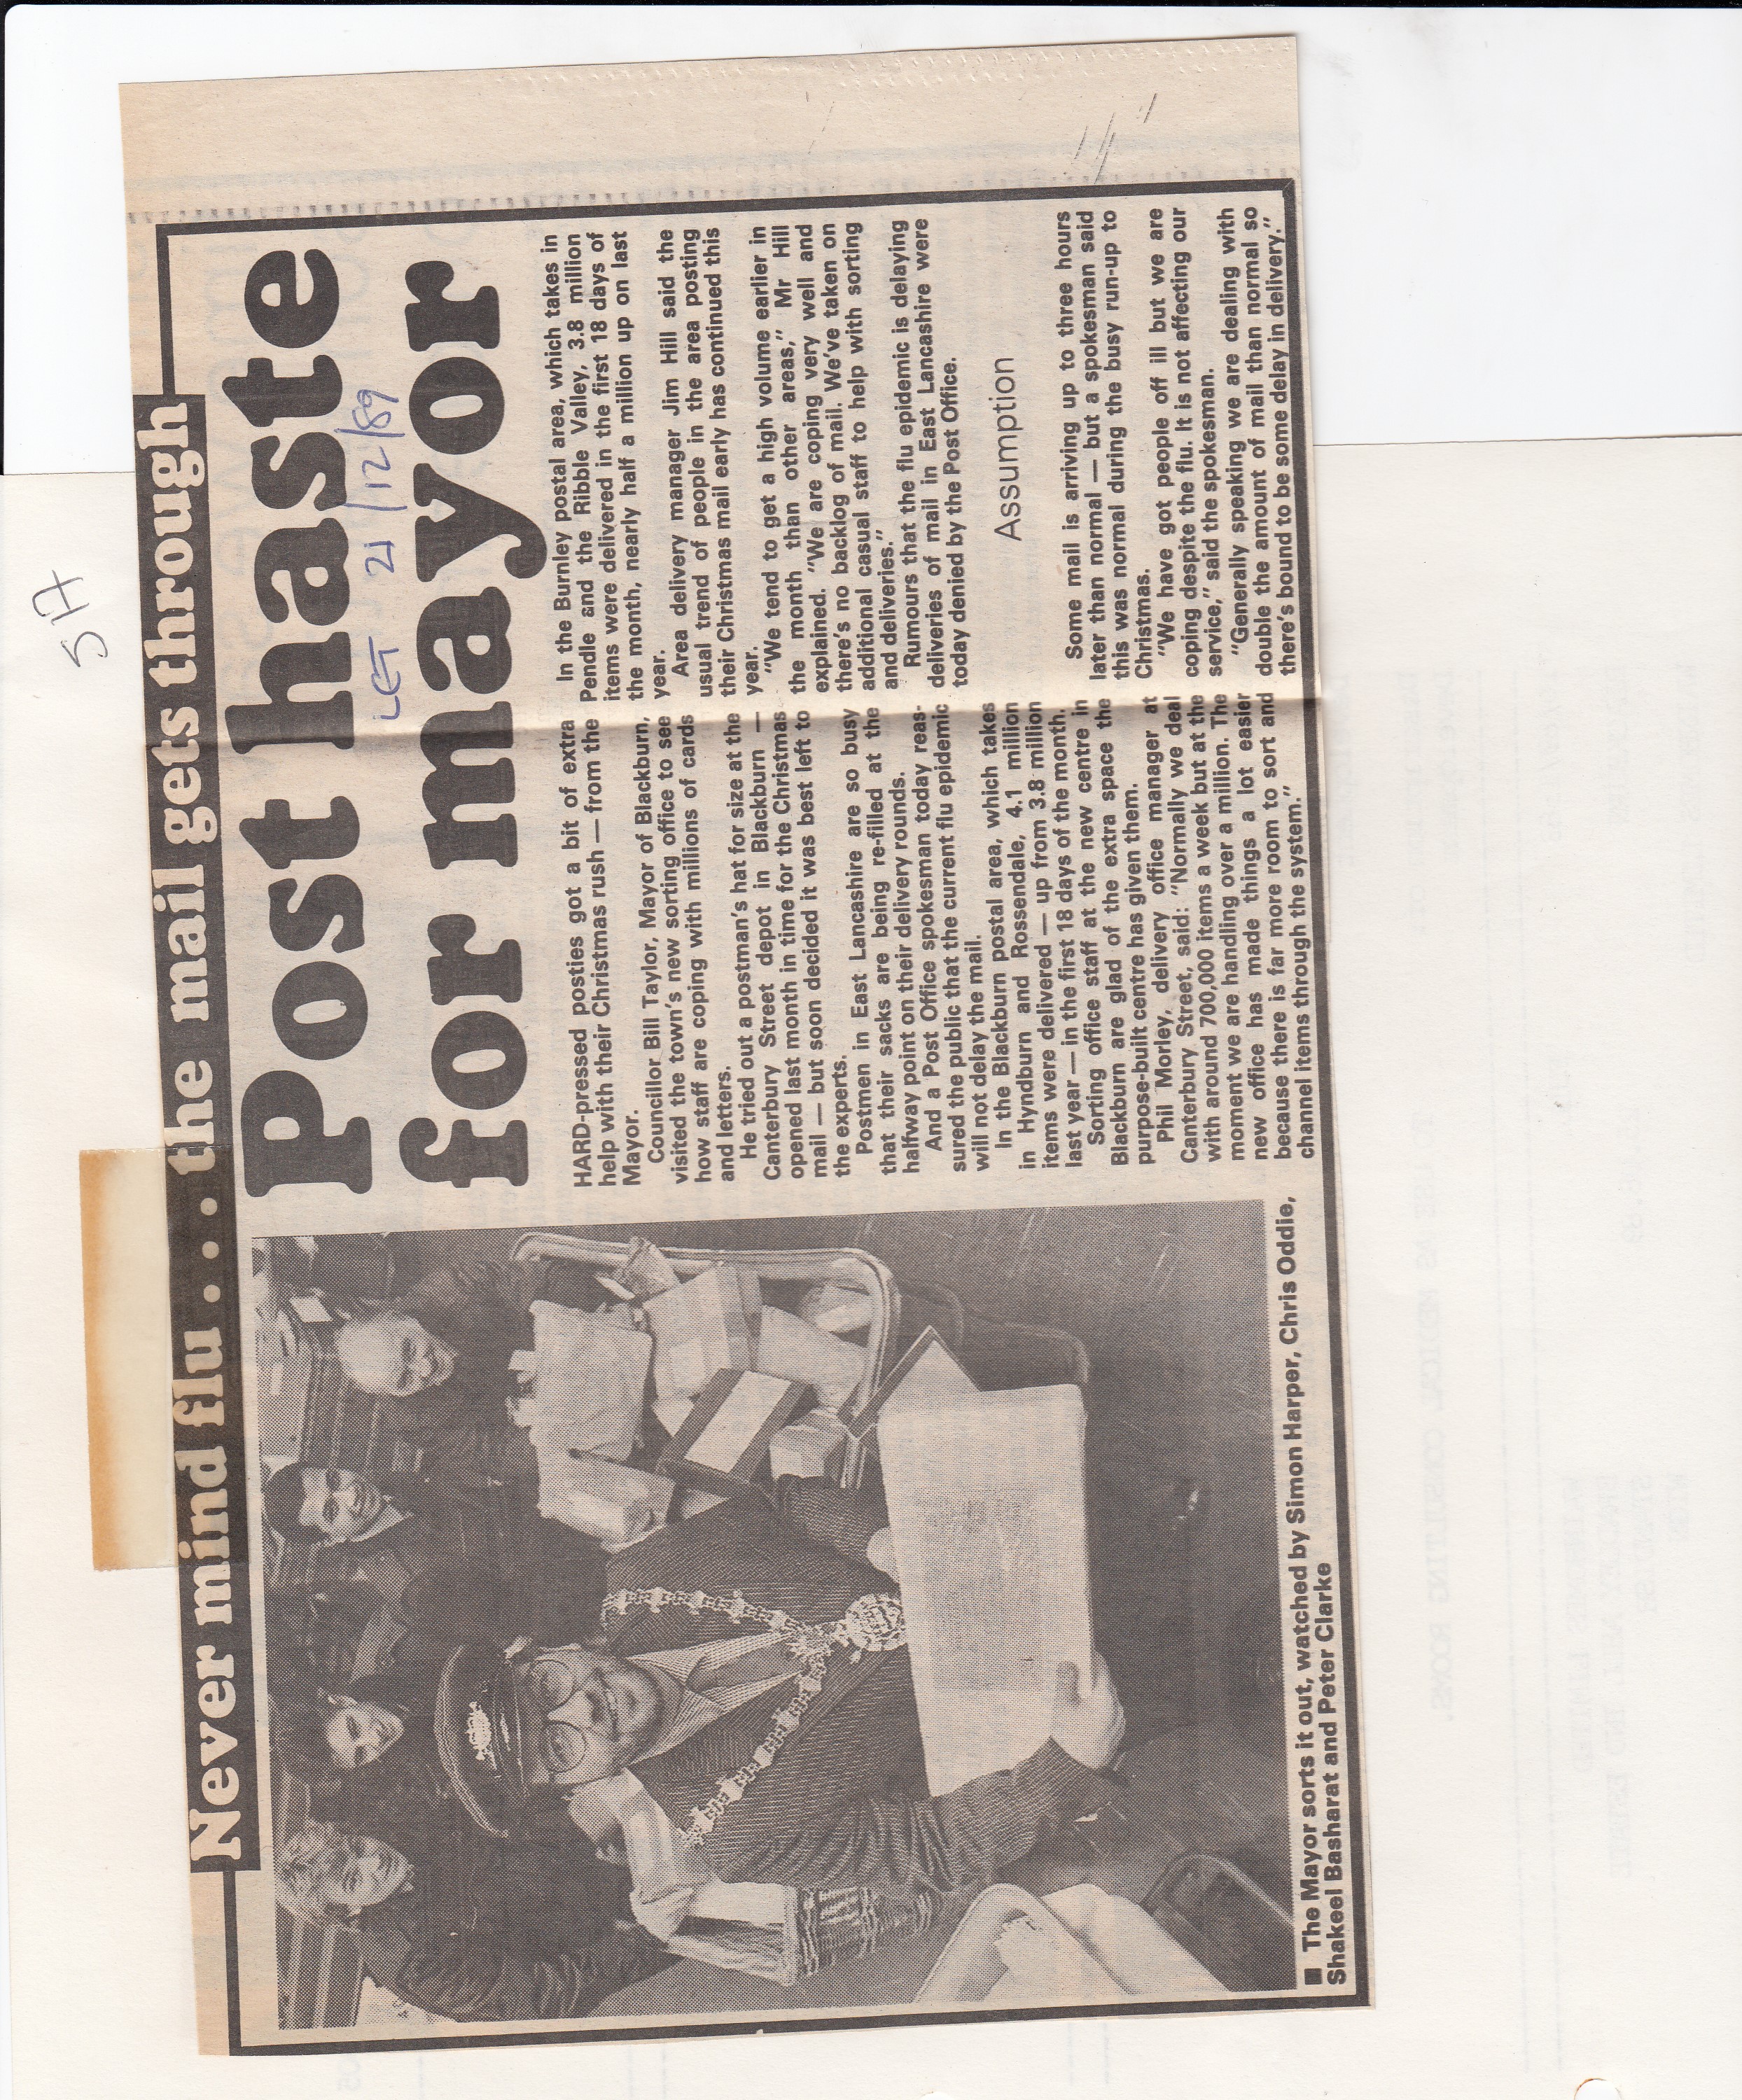 5A
Never mind flu . . . the mail gets through
Post haste
LET 21/12/89
for mayor
HARD-pressed posties got a bit of extra
help with their Christmas rush — from the
Mayor.
Councillor Bill Taylor, Mayor of Blackburn,
visited the town's new sorting office to see
how staff are coping with millions of cards
and letters.
He tried out a postman's hat for size at the
Canterbury Street depot in Blackburn —
opened last month in time for the Christmas
mail — but soon decided it was best left to
the experts.
Postmen in East Lancashire are so busy
that their sacks are being re-filled at the
halfway point on their delivery rounds.
And a Post Office spokesman today reas-
sured the public that the current flu epidemic
will not delay the mail.
In the Blackburn postal area, which takes
in Hyndburn and Rossendale, 4.1 million
items were delivered — up from 3.8 million
last year — in the first 18 days of the month.
Sorting office staff at the new centre in
Blackburn are glad of the extra space the
purpose-built centre has given them.
Phil Morley, delivery office manager at
Canterbury Street, said: "Normally we deal
with around 700,000 items a week but at the
moment we are handling over a million. The
new office has made things a lot easier
because there is far more room to sort and
channel items through the system."
In the Burnley postal area, which takes in
Pendle and the Ribble Valley, 3.8 million
items were delivered in the first 18 days of
the month, nearly half a million up on last
year.
Area delivery manager Jim Hill said the
usual trend of people in the area posting
their Christmas mail early has continued this
year.
"We tend to get a high volume earlier in
the month than other areas," Mr Hill
explained. "We are coping very well and
there's no backlog of mail. We've taken on
additional casual staff to help with sorting
and deliveries."
Rumours that the flu epidemic is delaying
deliveries of mail in East Lancashire were
today denied by the Post Office.
Assumption
Some mail is arriving up to three hours
later than normal — but a spokesman said
this was normal during the busy run-up to
Christmas.
"We have got people off ill but we are
coping despite the flu. It is not affecting our
service," said the spokesman.
"Generally speaking we are dealing with
double the amount of mail than normal so
there's bound to be some delay in delivery."
■ The Mayor sorts it out, watched by Simon Harper, Chris Oddie,
Shakeel Basharat and Peter Clarke